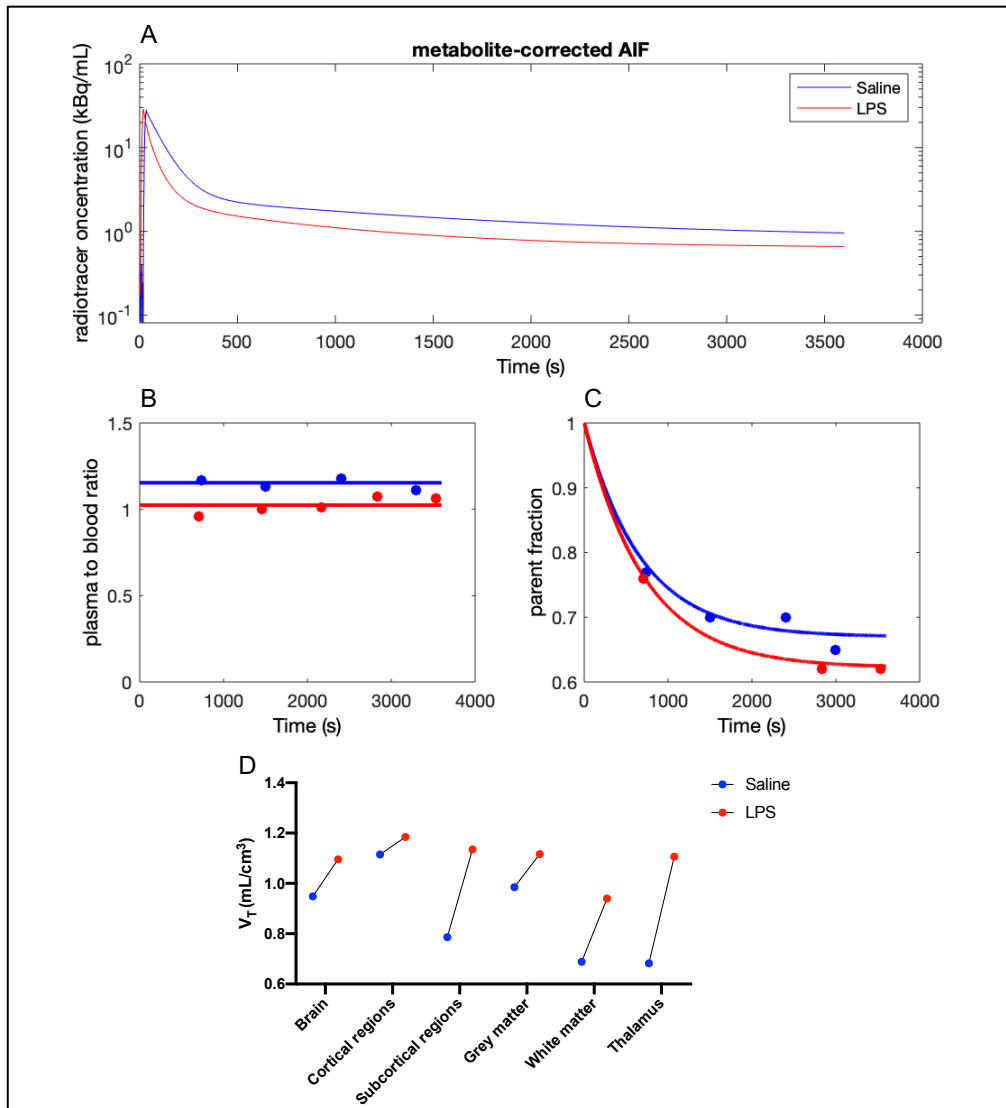 A
metabolite-corrected AIF
radiotracer oncentration (kBq/mL)
10^2
10^1
10^0
10^-1
0 500 1000 1500 2000 2500 3000 3500 4000
Time (s)
Saline
LPS
B
plasma to blood ratio
1.5
1
0.5
0
0 1000 2000 3000 4000
Time (s)
C
parent fraction
1
0.9
0.8
0.7
0.6
0 1000 2000 3000 4000
Time (s)
D
V_T (mL/cm^3)
1.4
1.2
1.0
0.8
0.6
Brain
Cortical regions
Subcortical regions
Grey matter
White matter
Thalamus
Saline
LPS